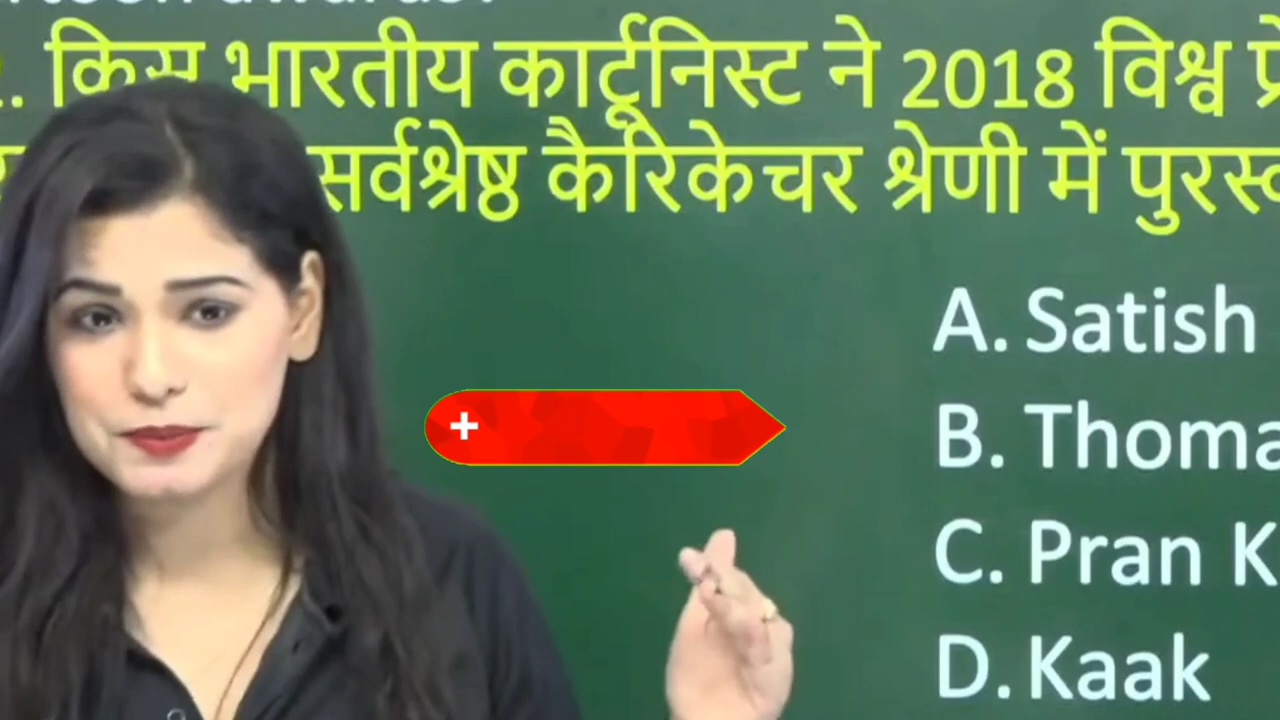 किस भारतीय कार्टूनिस्ट ने 2018 विश्व
सर्वश्रेष्ठ कैरिकेचर श्रेणी में
+
A. Satish
B. Thoma
C. Pran K
D. Kaak